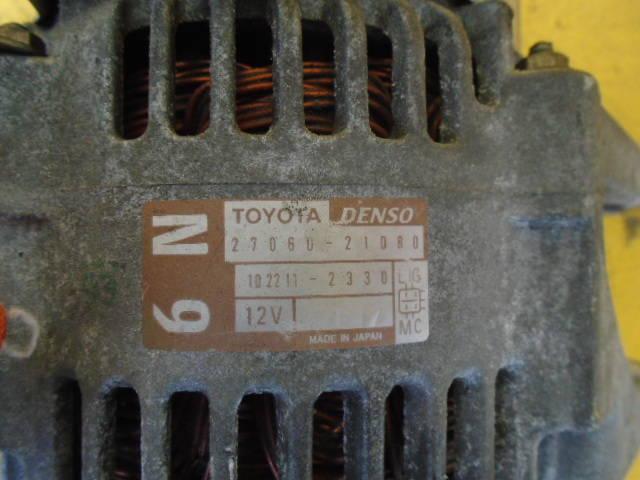 TOYOTA DENSO
27060-21080
102211-2330
12V
MADE IN JAPAN
6 N
L IG
MC